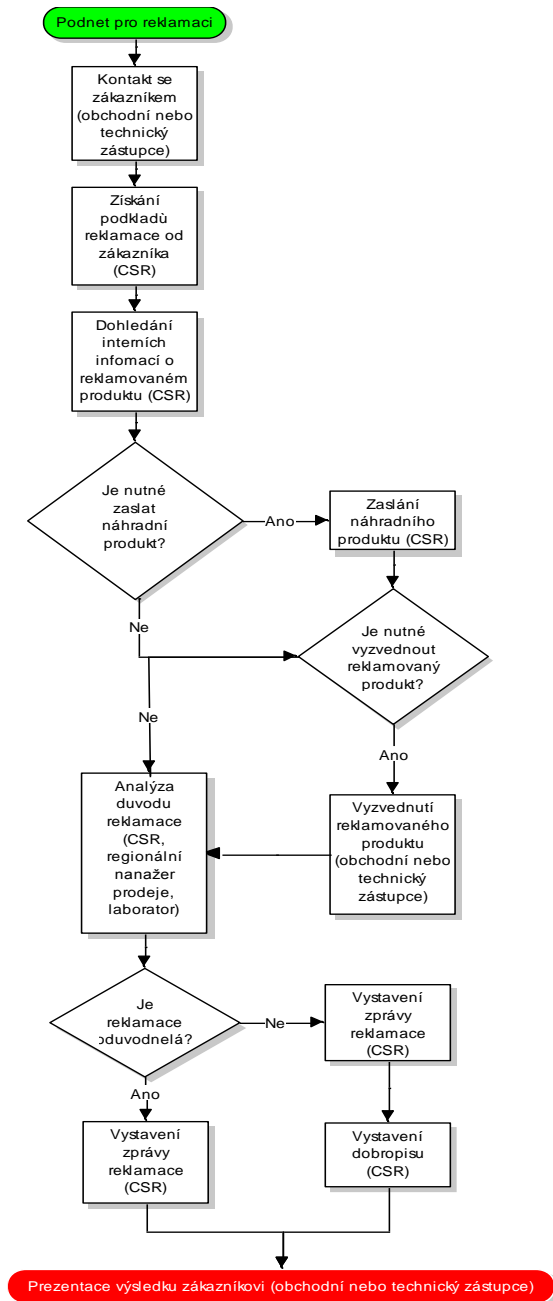 Podnet pro reklamaci
Kontakt se
zákazníkem
(obchodní nebo
technický
zástupce)
Získání
podkladù
reklamace od
zákazníka
(CSR)
Dohledání
interních
infomací o
reklamovaném
produktu (CSR)
Je nutné
zaslat
náhradní
produkt?
Ano
Zaslání
náhradního
produktu (CSR)
Ne
Je nutné
vyzvednout
reklamovaný
produkt?
Ne
Ano
Analýza
duvodu
reklamace
(CSR,
regionální
nanažer
prodeje,
laborator)
Vyzvednutí
reklamovaného
produktu
(obchodní nebo
technický
zástupce)
Je
reklamace
oduvodnelá?
Ne
Vystavení
zprávy
reklamace
(CSR)
Ano
Vystavení
zprávy
reklamace
(CSR)
Vystavení
dobropisu
(CSR)
Prezentace výsledku zákazníkovi (obchodní nebo technický zástupce)